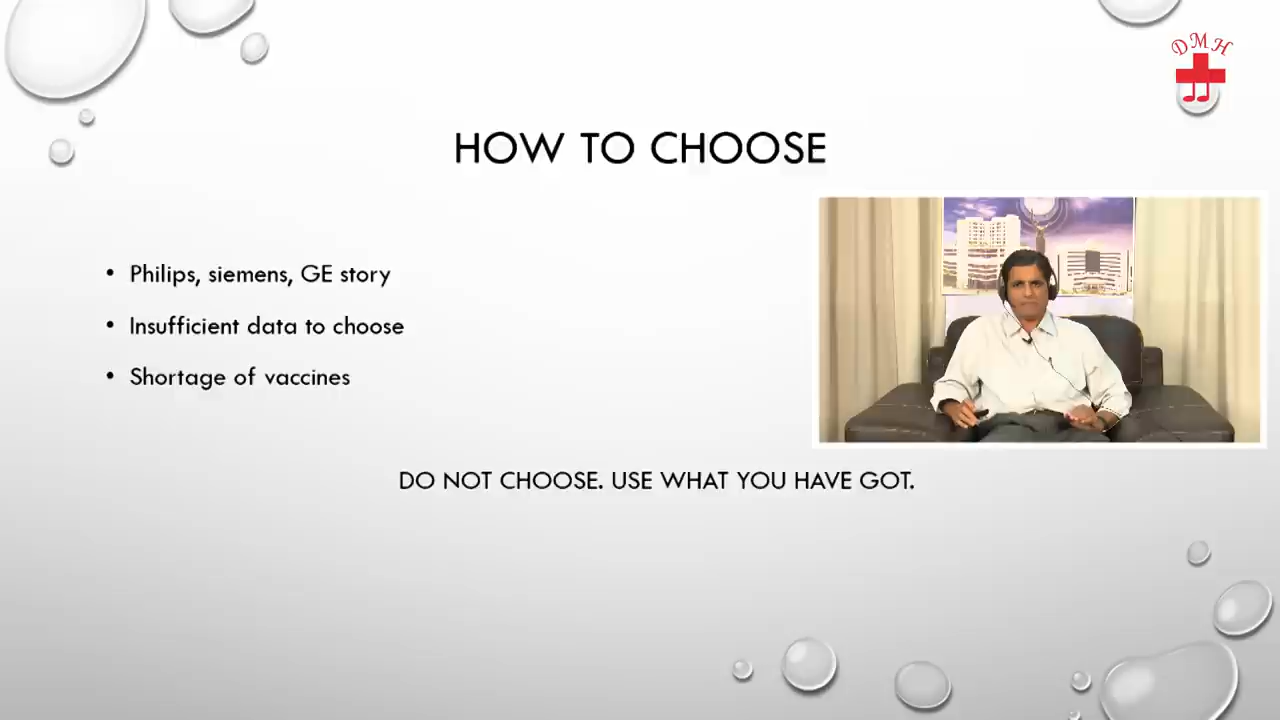 DMH
HOW TO CHOOSE
• Philips, siemens, GE story
• Insufficient data to choose
• Shortage of vaccines
DO NOT CHOOSE. USE WHAT YOU HAVE GOT.